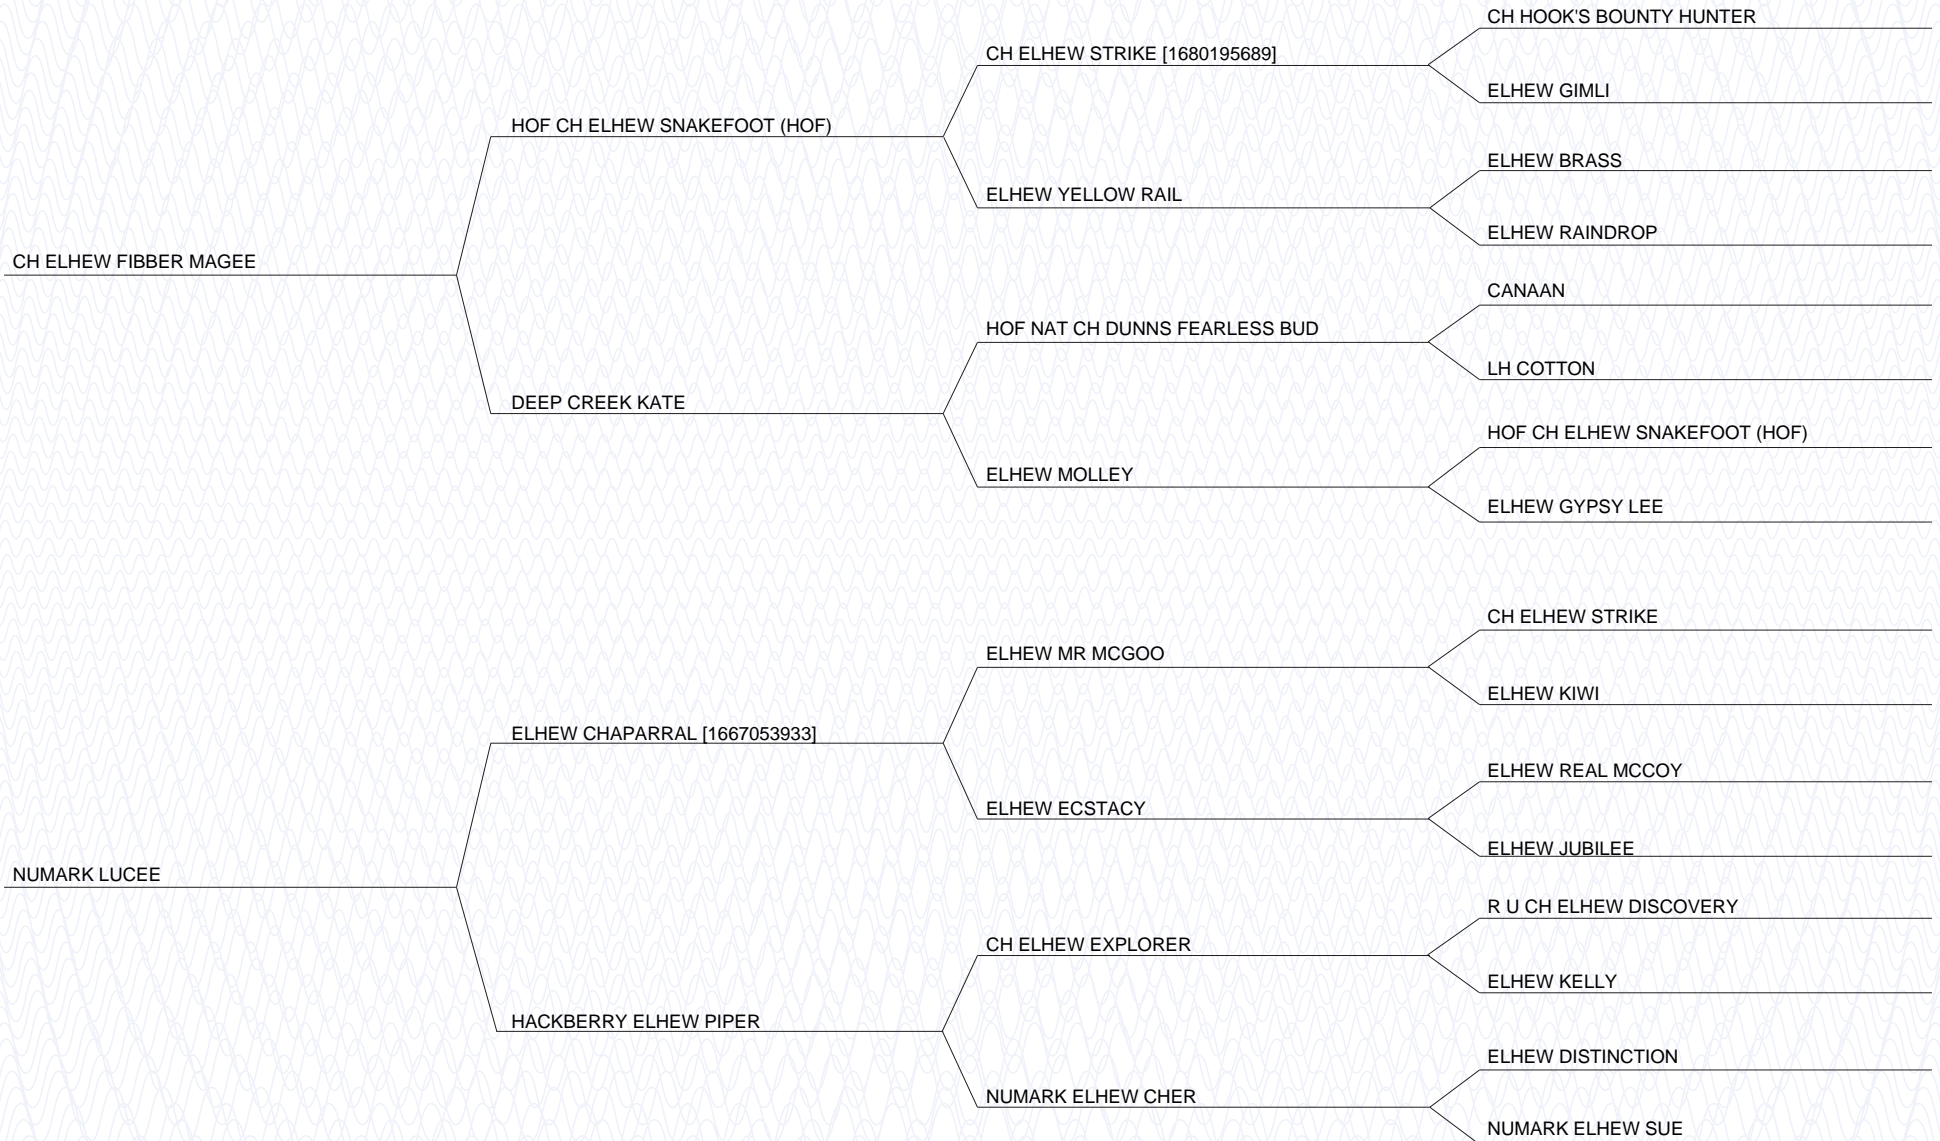 CH HOOK'S BOUNTY HUNTER
CH ELHEW STRIKE [1680195689]
ELHEW GIMLI
HOF CH ELHEW SNAKEFOOT (HOF)
ELHEW BRASS
ELHEW YELLOW RAIL
ELHEW RAINDROP
CH ELHEW FIBBER MAGEE
CANAAN
HOF NAT CH DUNNS FEARLESS BUD
LH COTTON
DEEP CREEK KATE
HOF CH ELHEW SNAKEFOOT (HOF)
ELHEW MOLLEY
ELHEW GYPSY LEE
CH ELHEW STRIKE
ELHEW MR MCGOO
ELHEW KIWI
ELHEW CHAPARRAL [1667053933]
ELHEW REAL MCCOY
ELHEW ECSTACY
ELHEW JUBILEE
NUMARK LUCEE
R U CH ELHEW DISCOVERY
CH ELHEW EXPLORER
ELHEW KELLY
HACKBERRY ELHEW PIPER
ELHEW DISTINCTION
NUMARK ELHEW CHER
NUMARK ELHEW SUE